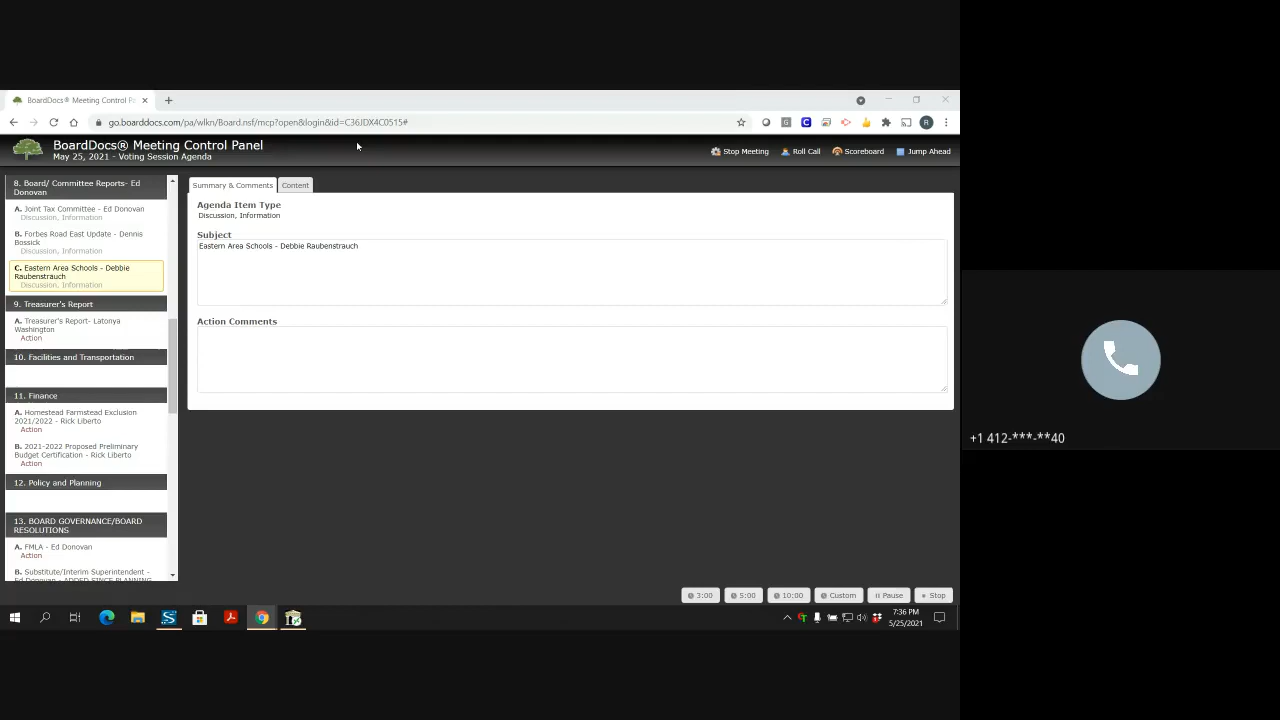 BoardDocs® Meeting Control P
go.boarddocs.com/pa/wlkn/Board.nsf/mcp?open&login&id=C36JDX4C0515#
R
BoardDocs® Meeting Control Panel
May 25, 2021 - Voting Session Agenda
Stop Meeting
Roll Call
Scoreboard
Jump Ahead
8. Board/ Committee Reports- Ed
Donovan
A. Joint Tax Committee - Ed Donovan
Discussion, Information
B. Forbes Road East Update - Dennis
Bossick
Discussion, Information
C. Eastern Area Schools - Debbie
Raubenstrauch
Discussion, Information
9. Treasurer's Report
A. Treasurer's Report- Latonya
Washington
Action
10. Facilities and Transportation
11. Finance
A. Homestead Farmstead Exclusion
2021/2022 - Rick Liberto
Action
B. 2021-2022 Proposed Preliminary
Budget Certification - Rick Liberto
Action
12. Policy and Planning
13. BOARD GOVERNANCE/BOARD
RESOLUTIONS
A. FMLA - Ed Donovan
Action
B. Substitute/Interim Superintendent -
Ed Donovan - ADDED SINCE PLANNING
Summary & Comments
Content
Agenda Item Type
Discussion, Information
Subject
Eastern Area Schools - Debbie Raubenstrauch
Action Comments
3:00
5:00
10:00
Custom
Pause
Stop
7:36 PM
5/25/2021
+1 412-***-**40